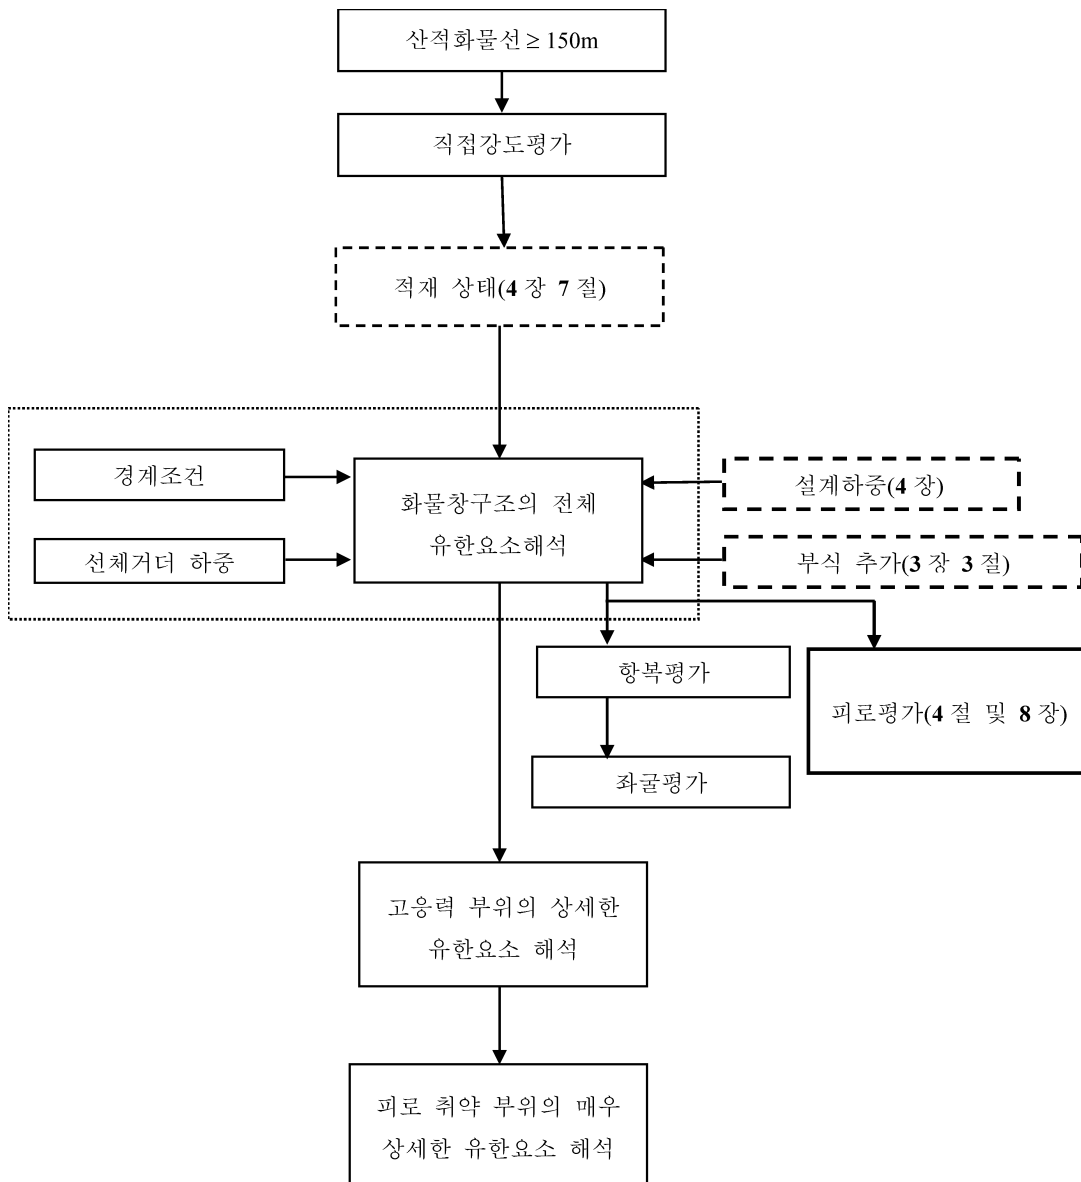 산적화물선 ≥ 150m
직접강도평가
적재 상태(4 장 7 절)
경계조건
선체거더 하중
화물창구조의 전체
유한요소해석
설계하중(4 장)
부식 추가(3 장 3 절)
항복평가
좌굴평가
피로평가(4 절 및 8 장)
고응력 부위의 상세한
유한요소 해석
피로 취약 부위의 매우
상세한 유한요소 해석